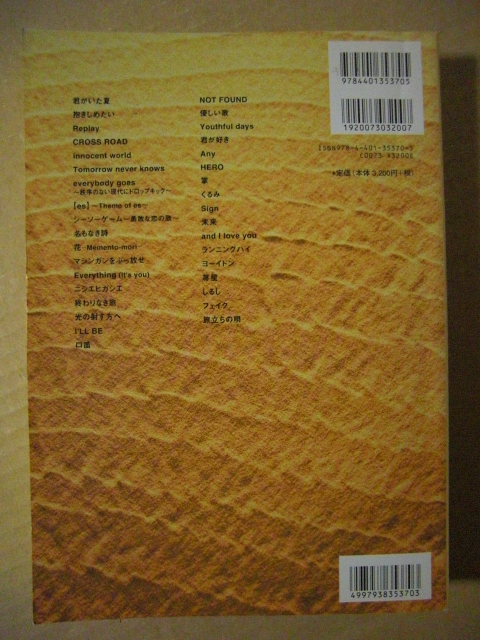 9784401353705
1920073032007
ISBN978-4-401-35370-5
C0073 ¥3200E
●定価 (本体 3,200円+税)
君がいた夏
抱きしめたい
Replay
CROSS ROAD
innocent world
Tomorrow never knows
everybody goes
〜秩序のない現代にドロップキック〜
【es】 〜Theme of es〜
シーソーゲーム〜勇敢な恋の歌〜
名もなき詩
花 -Mémento-mori-
マシンガンをぶっ放せ
Everything (it's you)
ニシエヒガシエ
終わりなき旅
光の射す方へ
I'LL BE
口笛
NOT FOUND
優しい歌
Youthful days
君が好き
Any
HERO
掌
くるみ
Sign
未来
and I love you
ランニングハイ
ヨーイドン
箒星
しるし
フェイク
旅立ちの唄
4997938353703